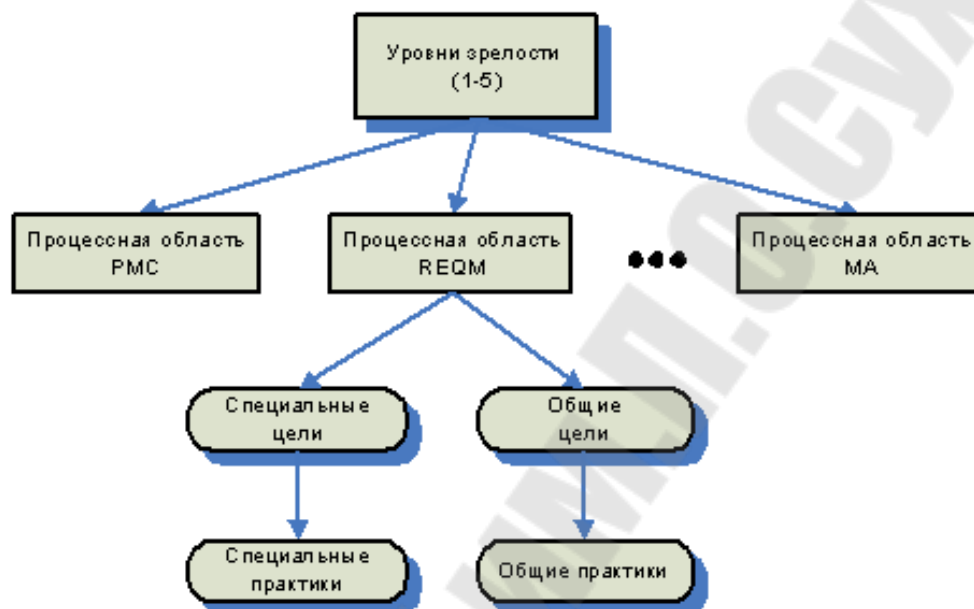 Уровни зрелости
(1-5)
Процессная область
PMC
Процессная область
REQM
Процессная область
MA
Специальные
цели
Общие
цели
Специальные
практики
Общие практики